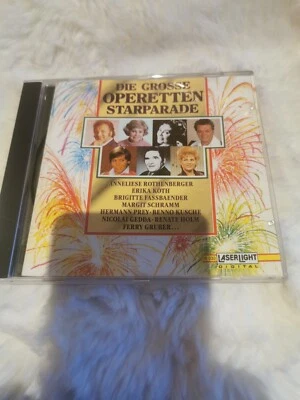 DIE GROSSE
OPERETTEN
STARPARADE
ANNELIESE ROTHENBERGER
ERIKA KÖTH
BRIGITTE FASSBAENDER
MARGIT SCHRAMM
HERMANN PREY · BENNO KUSCHE
NICOLAI GEDDA · RENATE HOLM
FERRY GRUBER...
LASERLIGHT
DIGITAL